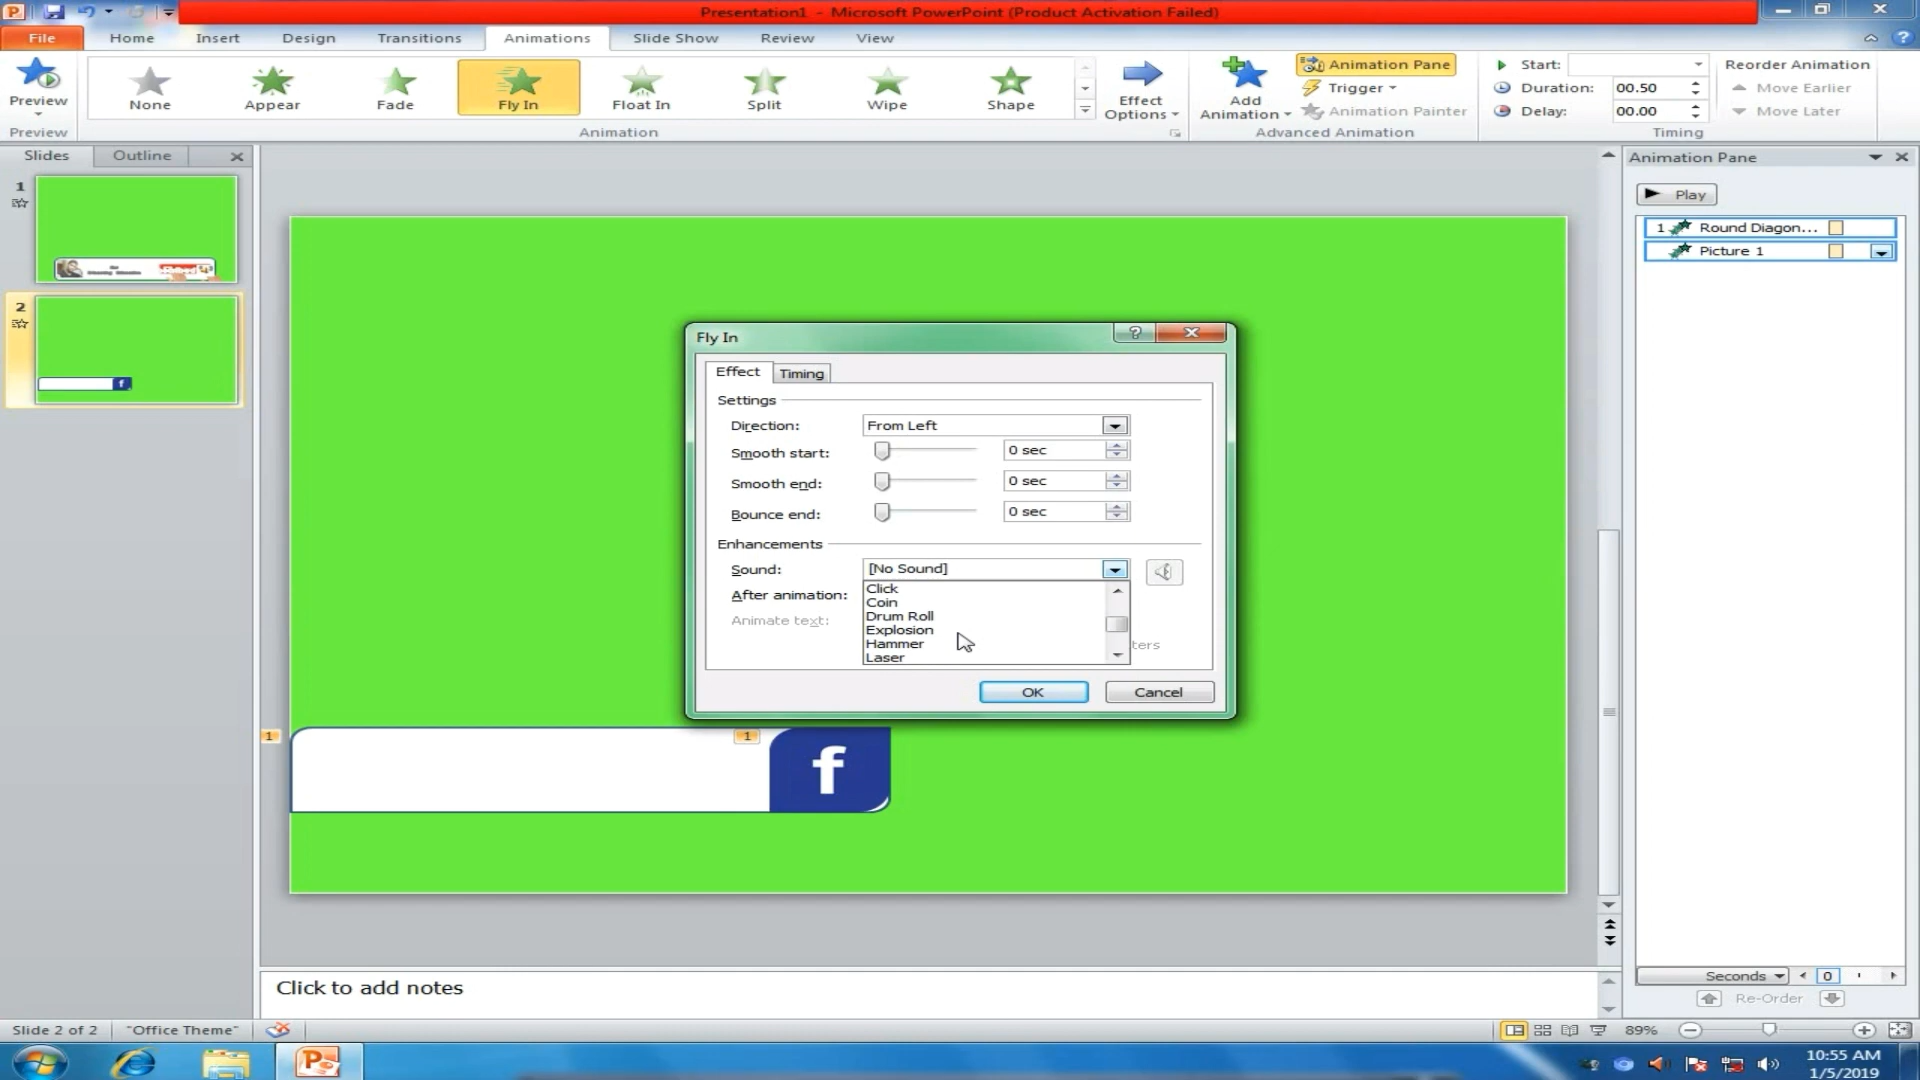 Presentation1 - Microsoft PowerPoint (Product Activation Failed)
File Home Insert Design Transitions Animations Slide Show Review View
Preview
None
Appear
Fade
Fly In
Float In
Split
Wipe
Shape
Effect Options
Add Animation
Animation Pane
Trigger
Animation Painter
Start:
Duration: 00.50
Delay: 00.00
Reorder Animation
Move Earlier
Move Later
Preview
Animation
Advanced Animation
Timing
Slides Outline
Animation Pane
Play
1 Round Diagon...
Picture 1
1
2
f
Fly In
Effect Timing
Settings
Direction: From Left
Smooth start: 0 sec
Smooth end: 0 sec
Bounce end: 0 sec
Enhancements
Sound: [No Sound]
After animation:
Animate text:
Click
Coin
Drum Roll
Explosion
Hammer
Laser
ters
OK Cancel
1 1
f
Click to add notes
Seconds 0
Re-Order
Slide 2 of 2 "Office Theme" 89%
10:55 AM
1/5/2019